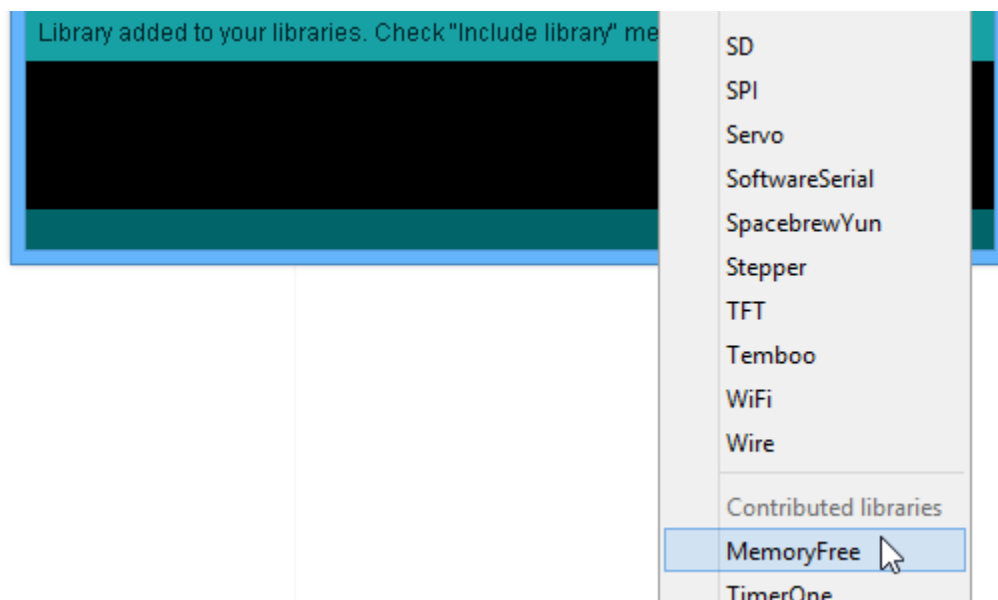 Library added to your libraries. Check "Include library" me
SD
SPI
Servo
SoftwareSerial
SpacebrewYun
Stepper
TFT
Temboo
WiFi
Wire
Contributed libraries
MemoryFree
TimerOne